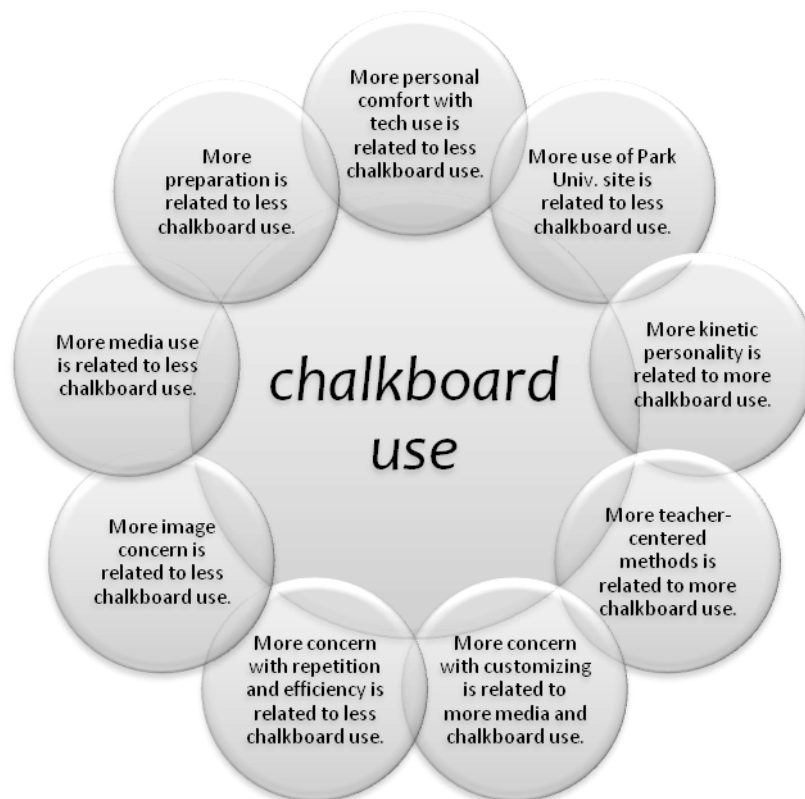 More personal
comfort with
tech use is
related to less
chalkboard use.
More use of Park
Univ. site is
related to less
chalkboard use.
More kinetic
personality is
related to more
chalkboard use.
More teacher-
centered
methods is
related to more
chalkboard use.
More concern
with customizing
is related to
more media and
chalkboard use.
More concern
with repetition
and efficiency is
related to less
chalkboard use.
More image
concern is
related to less
chalkboard use.
More media use
is related to less
chalkboard use.
More
preparation is
related to less
chalkboard use.
chalkboard
use